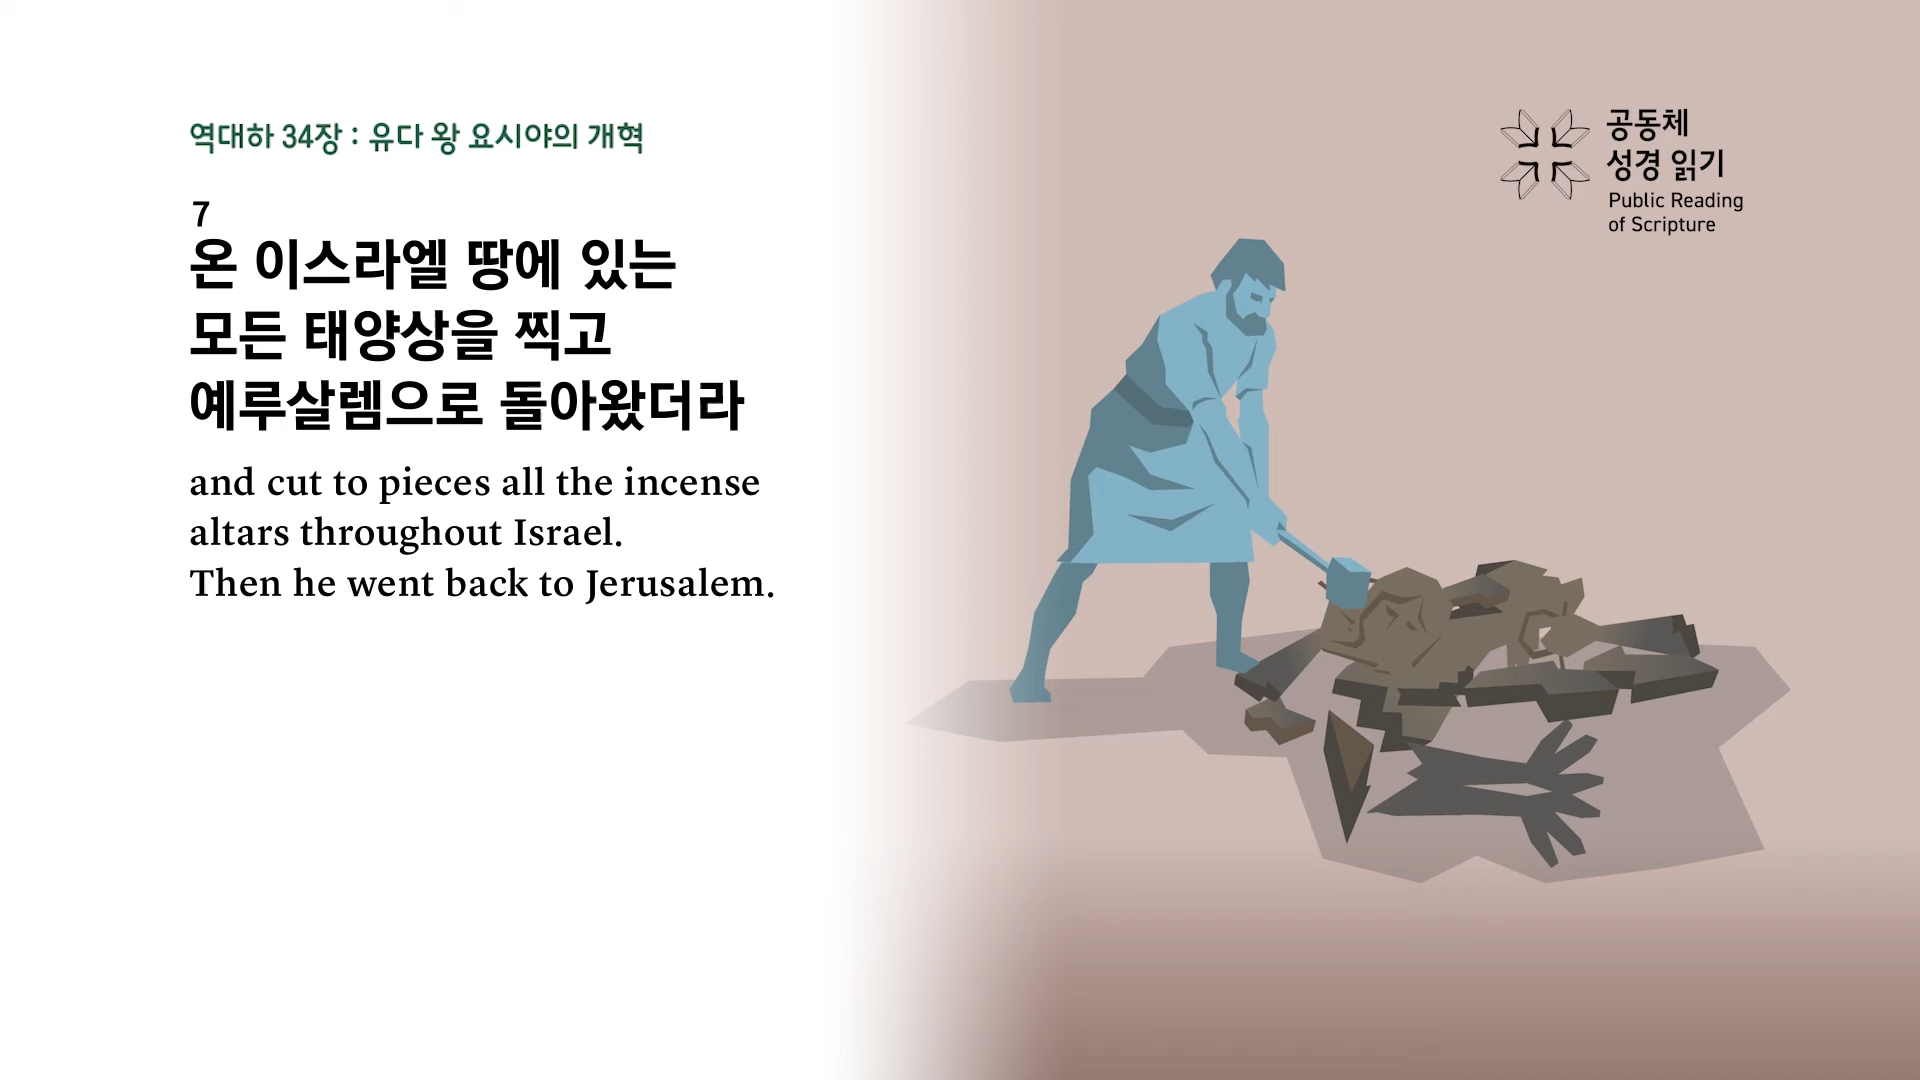 역대하 34장 : 유다 왕 요시야의 개혁
7
온 이스라엘 땅에 있는
모든 태양상을 찍고
예루살렘으로 돌아왔더라
and cut to pieces all the incense
altars throughout Israel.
Then he went back to Jerusalem.
공동체
성경 읽기
Public Reading
of Scripture